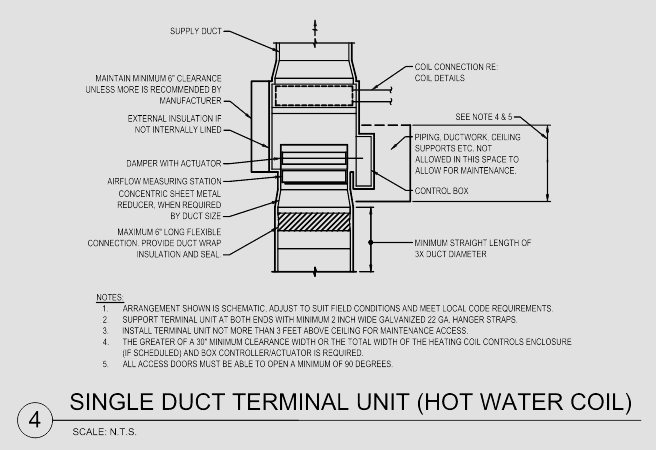 SUPPLY DUCT
COIL CONNECTION RE:
COIL DETAILS
MAINTAIN MINIMUM 6" CLEARANCE
UNLESS MORE IS RECOMMENDED BY
MANUFACTURER
EXTERNAL INSULATION IF
NOT INTERNALLY LINED
SEE NOTE 4 & 5
PIPING, DUCTWORK, CEILING
SUPPORTS ETC. NOT
ALLOWED IN THIS SPACE TO
ALLOW FOR MAINTENANCE.
DAMPER WITH ACTUATOR
AIRFLOW MEASURING STATION
CONTROL BOX
CONCENTRIC SHEET METAL
REDUCER, WHEN REQUIRED
BY DUCT SIZE
MAXIMUM 6" LONG FLEXIBLE
CONNECTION. PROVIDE DUCT WRAP
INSULATION AND SEAL.
MINIMUM STRAIGHT LENGTH OF
3X DUCT DIAMETER
NOTES:
1. ARRANGEMENT SHOWN IS SCHEMATIC. ADJUST TO SUIT FIELD CONDITIONS AND MEET LOCAL CODE REQUIREMENTS.
2. SUPPORT TERMINAL UNIT AT BOTH ENDS WITH MINIMUM 2 INCH WIDE GALVANIZED 22 GA. HANGER STRAPS.
3. INSTALL TERMINAL UNIT NOT MORE THAN 3 FEET ABOVE CEILING FOR MAINTENANCE ACCESS.
4. THE GREATER OF A 30" MINIMUM CLEARANCE WIDTH OR THE TOTAL WIDTH OF THE HEATING COIL CONTROLS ENCLOSURE
(IF SCHEDULED) AND BOX CONTROLLER/ACTUATOR IS REQUIRED.
5. ALL ACCESS DOORS MUST BE ABLE TO OPEN A MINIMUM OF 90 DEGREES.
4
SINGLE DUCT TERMINAL UNIT (HOT WATER COIL)
SCALE: N.T.S.